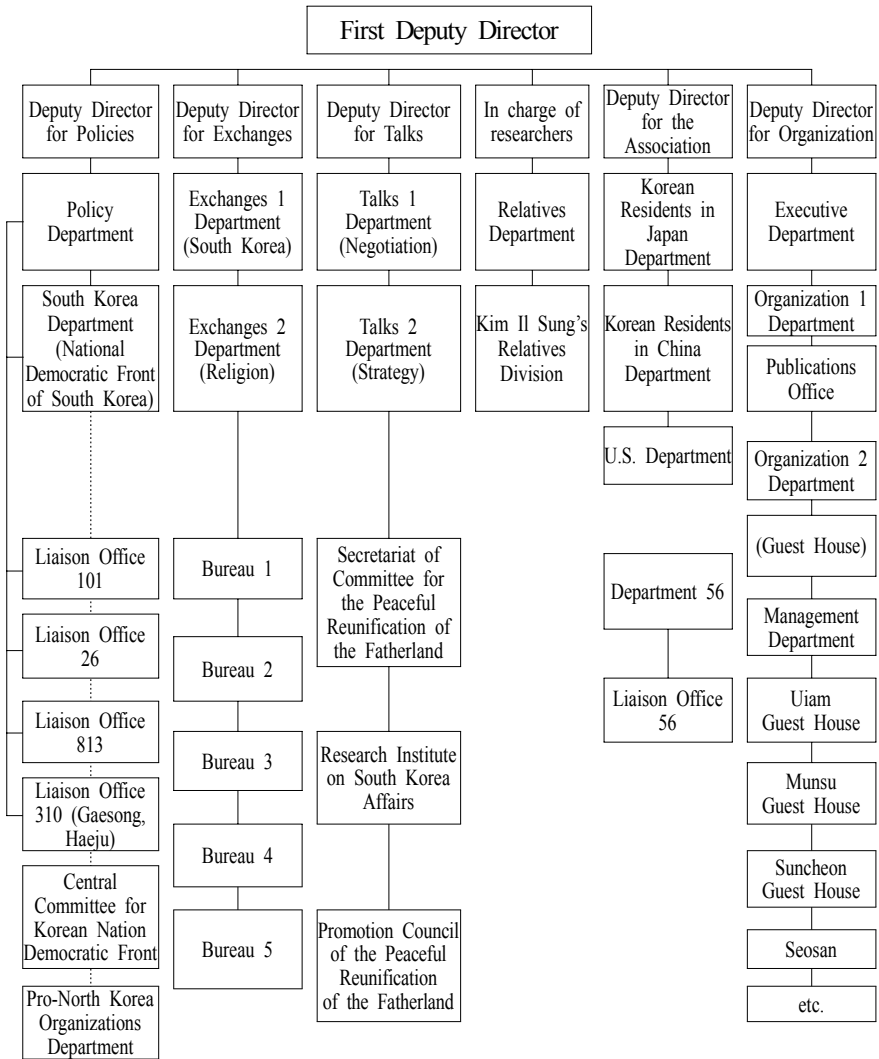 First Deputy Director
Deputy Director
for Policies
Policy
Department
South Korea
Department
(National
Democratic Front
of South Korea)
Liaison Office
101
Liaison Office
26
Liaison Office
813
Liaison Office
310 (Gaesong,
Haeju)
Central
Committee for
Korean Nation
Democratic Front
Pro-North Korea
Organizations
Department
Deputy Director
for Exchanges
Exchanges 1
Department
(South Korea)
Exchanges 2
Department
(Religion)
Bureau 1
Bureau 2
Bureau 3
Bureau 4
Bureau 5
Deputy Director
for Talks
Talks 1
Department
(Negotiation)
Talks 2
Department
(Strategy)
Secretariat of
Committee for
the Peaceful
Reunification of
the Fatherland
Research Institute
on South Korea
Affairs
Promotion Council
of the Peaceful
Reunification
of the Fatherland
In charge of
researchers
Relatives
Department
Kim Il Sung's
Relatives
Division
Deputy Director
for the
Association
Korean
Residents in
Japan
Department
Korean Residents
in China
Department
U.S. Department
Department 56
Liaison Office
56
Deputy Director
for Organization
Executive
Department
Organization 1
Department
Publications
Office
Organization 2
Department
(Guest House)
Management
Department
Uiam
Guest House
Munsu
Guest House
Suncheon
Guest House
Seosan
etc.